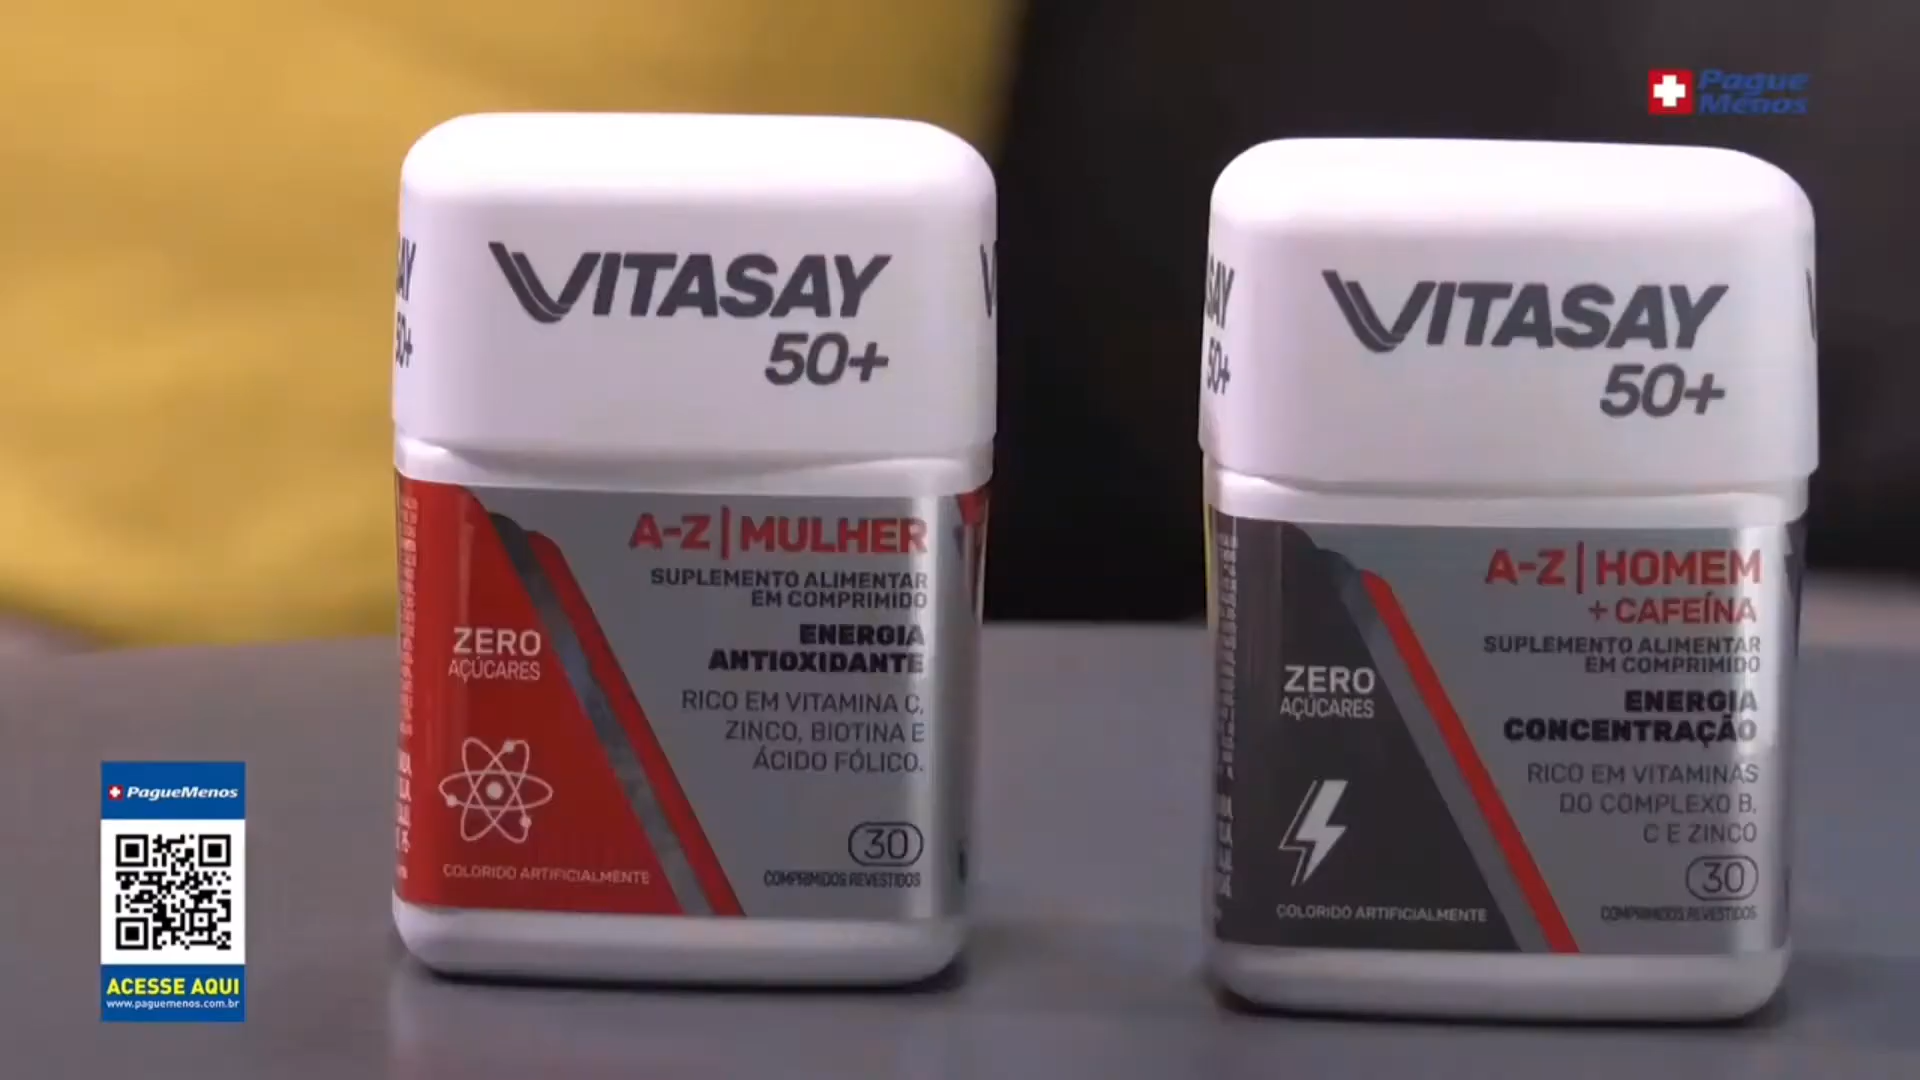 Pague
Menos
VITASAY
50+
A-Z | MULHER
SUPLEMENTO ALIMENTAR
EM COMPRIMIDO
ENERGIA
ANTIOXIDANTE
RICO EM VITAMINA C,
ZINCO, BIOTINA E
ÁCIDO FÓLICO.
ZERO
AÇÚCARES
30
COLORIDO ARTIFICIALMENTE
COMPRIMIDOS REVESTIDOS
VITASAY
50+
A-Z | HOMEM
+ CAFEÍNA
SUPLEMENTO ALIMENTAR
EM COMPRIMIDO
ENERGIA
CONCENTRAÇÃO
RICO EM VITAMINAS
DO COMPLEXO B,
C E ZINCO
ZERO
AÇÚCARES
30
COLORIDO ARTIFICIALMENTE
COMPRIMIDOS REVESTIDOS
PagueMenos
ACESSE AQUI
www.paguemenos.com.br